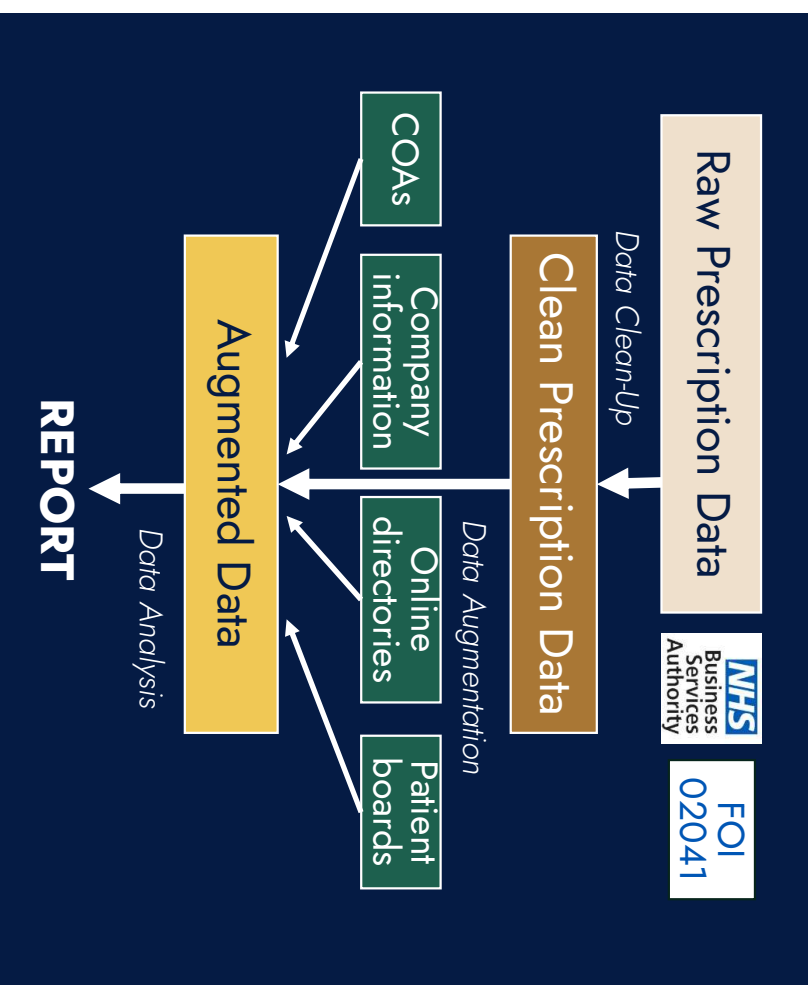 Raw Prescription Data
NHS
Business
Services
Authority
FOI
02041
Data Clean-Up
Clean Prescription Data
Data Augmentation
COAs
Company
information
Online
directories
Patient
boards
Augmented Data
Data Analysis
REPORT